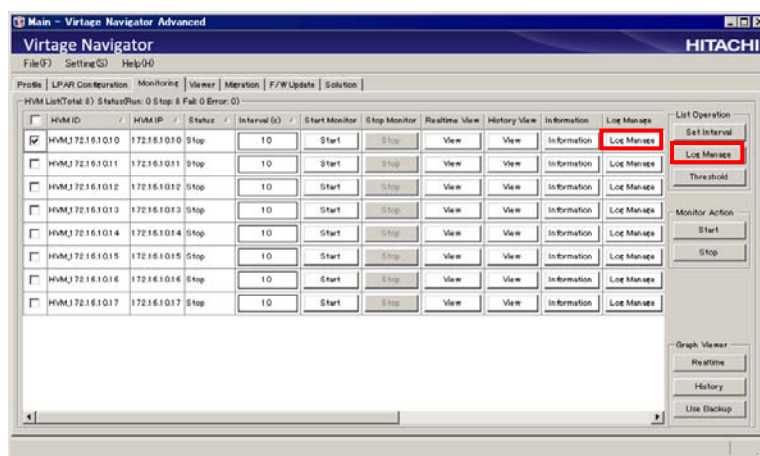 Main - Virtage Navigator Advanced
Virtage Navigator HITACHI
File(F) Setting(S) Help(H)
Profile LPAR Configuration Monitoring Viewer Migration F/W Update Solution
HVM List(Total: 8) Status(Run: 0 Stop: 8 Fail: 0 Error: 0)
HVM ID HVM IP Status Interval (s) Start Monitor Stop Monitor Realtime View History View Information Log Manage
HVM_172.16.10.10 172.16.10.10 Stop 10 Start Stop View View Information Log Manage
HVM_172.16.10.11 172.16.10.11 Stop 10 Start Stop View View Information Log Manage
HVM_172.16.10.12 172.16.10.12 Stop 10 Start Stop View View Information Log Manage
HVM_172.16.10.13 172.16.10.13 Stop 10 Start Stop View View Information Log Manage
HVM_172.16.10.14 172.16.10.14 Stop 10 Start Stop View View Information Log Manage
HVM_172.16.10.15 172.16.10.15 Stop 10 Start Stop View View Information Log Manage
HVM_172.16.10.16 172.16.10.16 Stop 10 Start Stop View View Information Log Manage
HVM_172.16.10.17 172.16.10.17 Stop 10 Start Stop View View Information Log Manage
List Operation
Set Interval
Log Manage
Threshold
Monitor Action
Start
Stop
Graph Viewer
Realtime
History
Use Backup